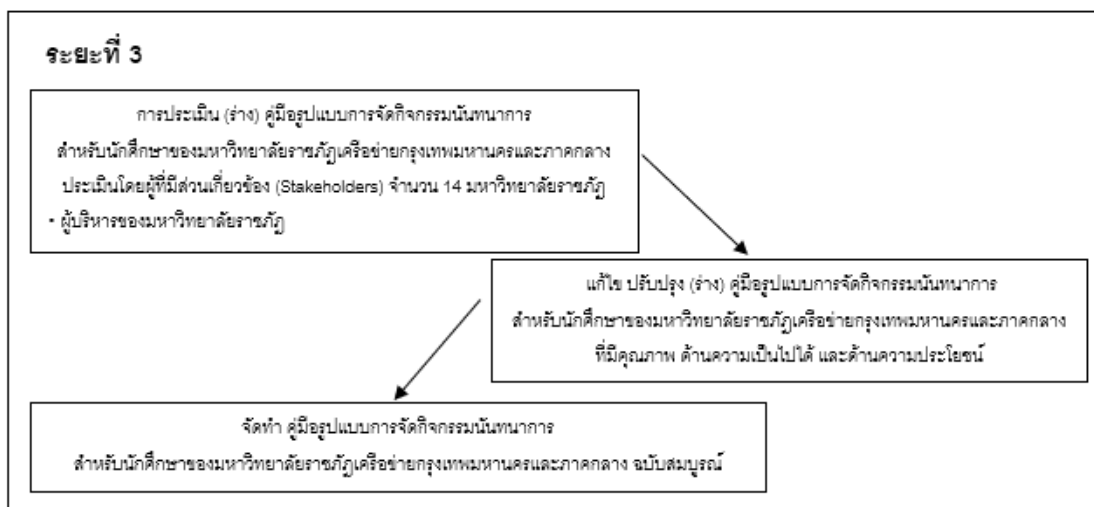 ระยะที่ 3
การประเมิน (ร่าง) คู่มือรูปแบบการจัดกิจกรรมนันทนาการ
สำหรับนักศึกษาของมหาวิทยาลัยราชภัฏเครือข่ายกรุงเทพมหานครและภาคกลาง
ประเมินโดยผู้ที่มีส่วนเกี่ยวข้อง (Stakeholders) จำนวน 14 มหาวิทยาลัยราชภัฏ
• ผู้บริหารของมหาวิทยาลัยราชภัฏ
แก้ไข ปรับปรุง (ร่าง) คู่มือรูปแบบการจัดกิจกรรมนันทนาการ
สำหรับนักศึกษาของมหาวิทยาลัยราชภัฏเครือข่ายกรุงเทพมหานครและภาคกลาง
ที่มีคุณภาพ ด้านความเป็นไปได้ และด้านความประโยชน์
จัดทำ คู่มือรูปแบบการจัดกิจกรรมนันทนาการ
สำหรับนักศึกษาของมหาวิทยาลัยราชภัฏเครือข่ายกรุงเทพมหานครและภาคกลาง ฉบับสมบูรณ์